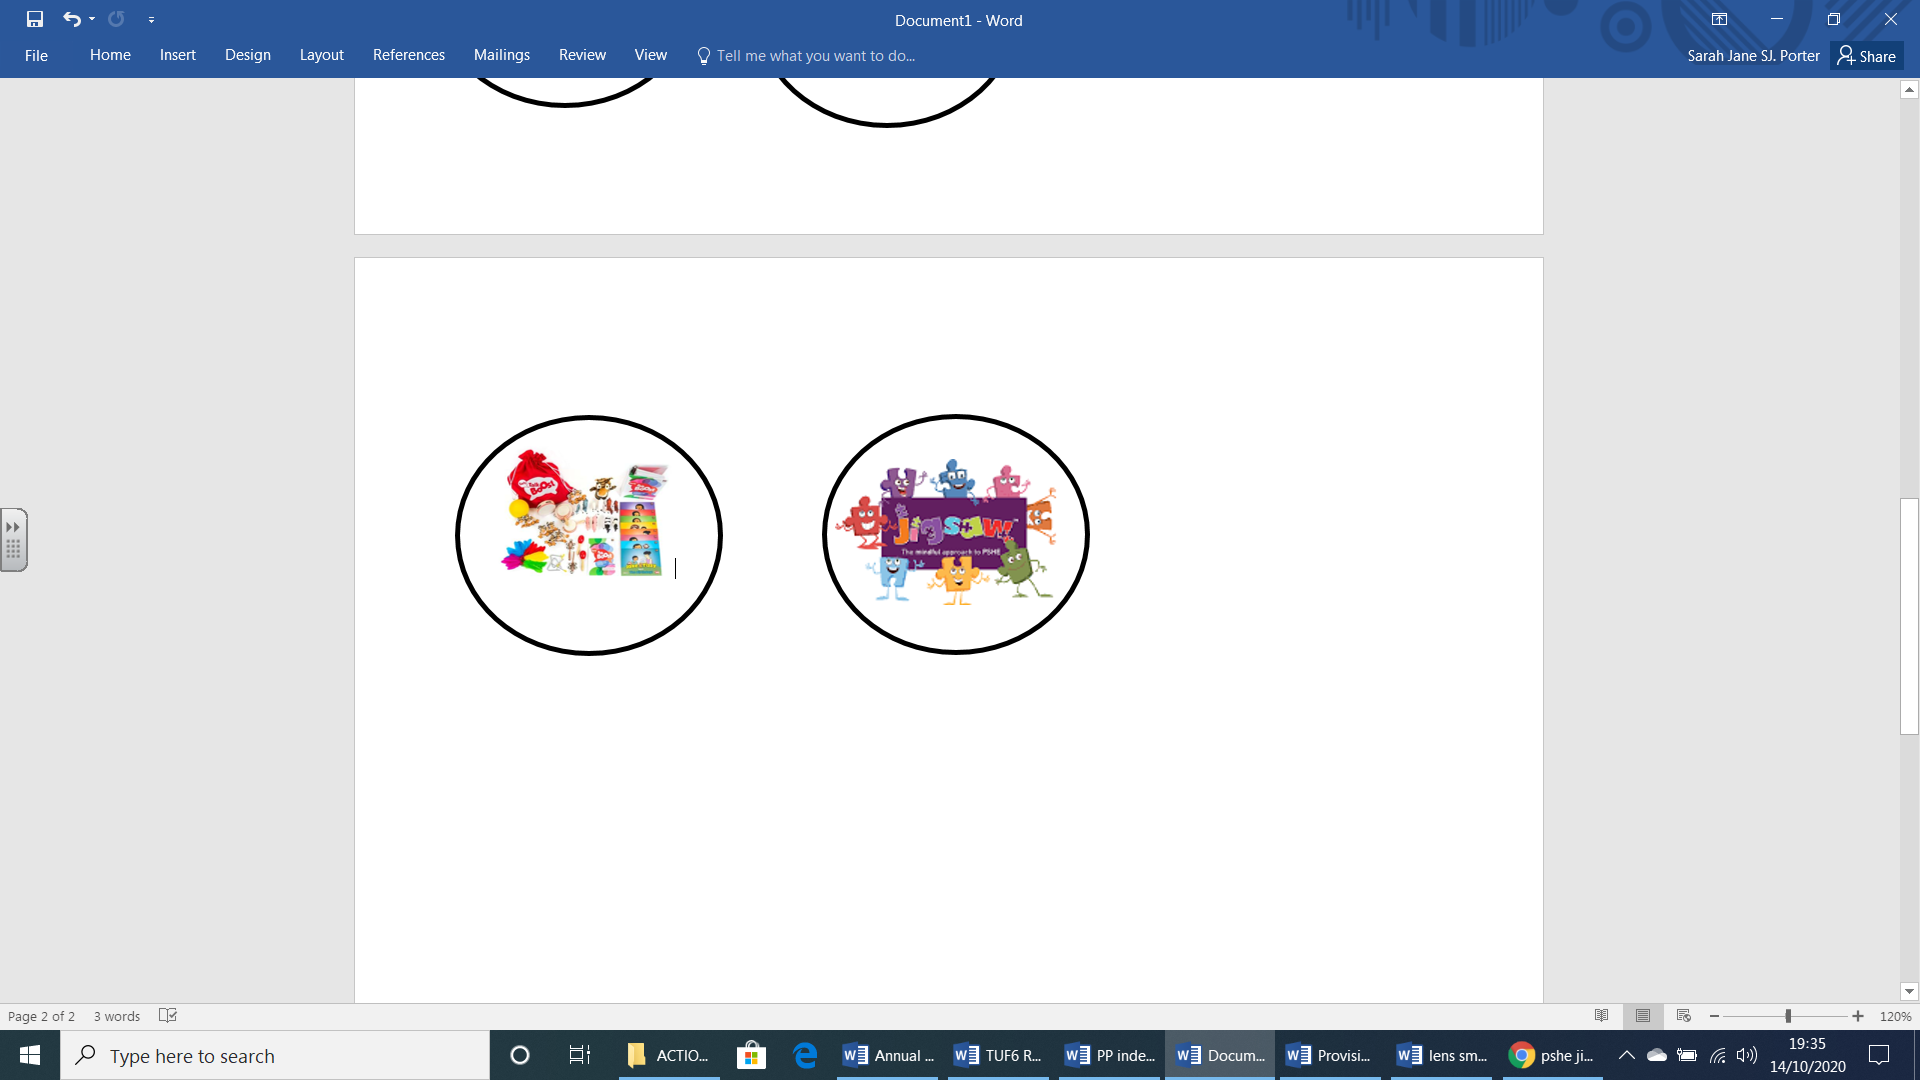 Document1 - Word
File Home Insert Design Layout References Mailings Review View Tell me what you want to do...
Sarah Jane SJ. Porter Share
BOOST
Jigsaw
The mindful approach to PSHE
Page 2 of 2 3 words
120%
Type here to search
ACTIO... Annual ... TUF6 R... PP inde... Docum... Provisi... lens sm... pshe ji...
19:35
14/10/2020